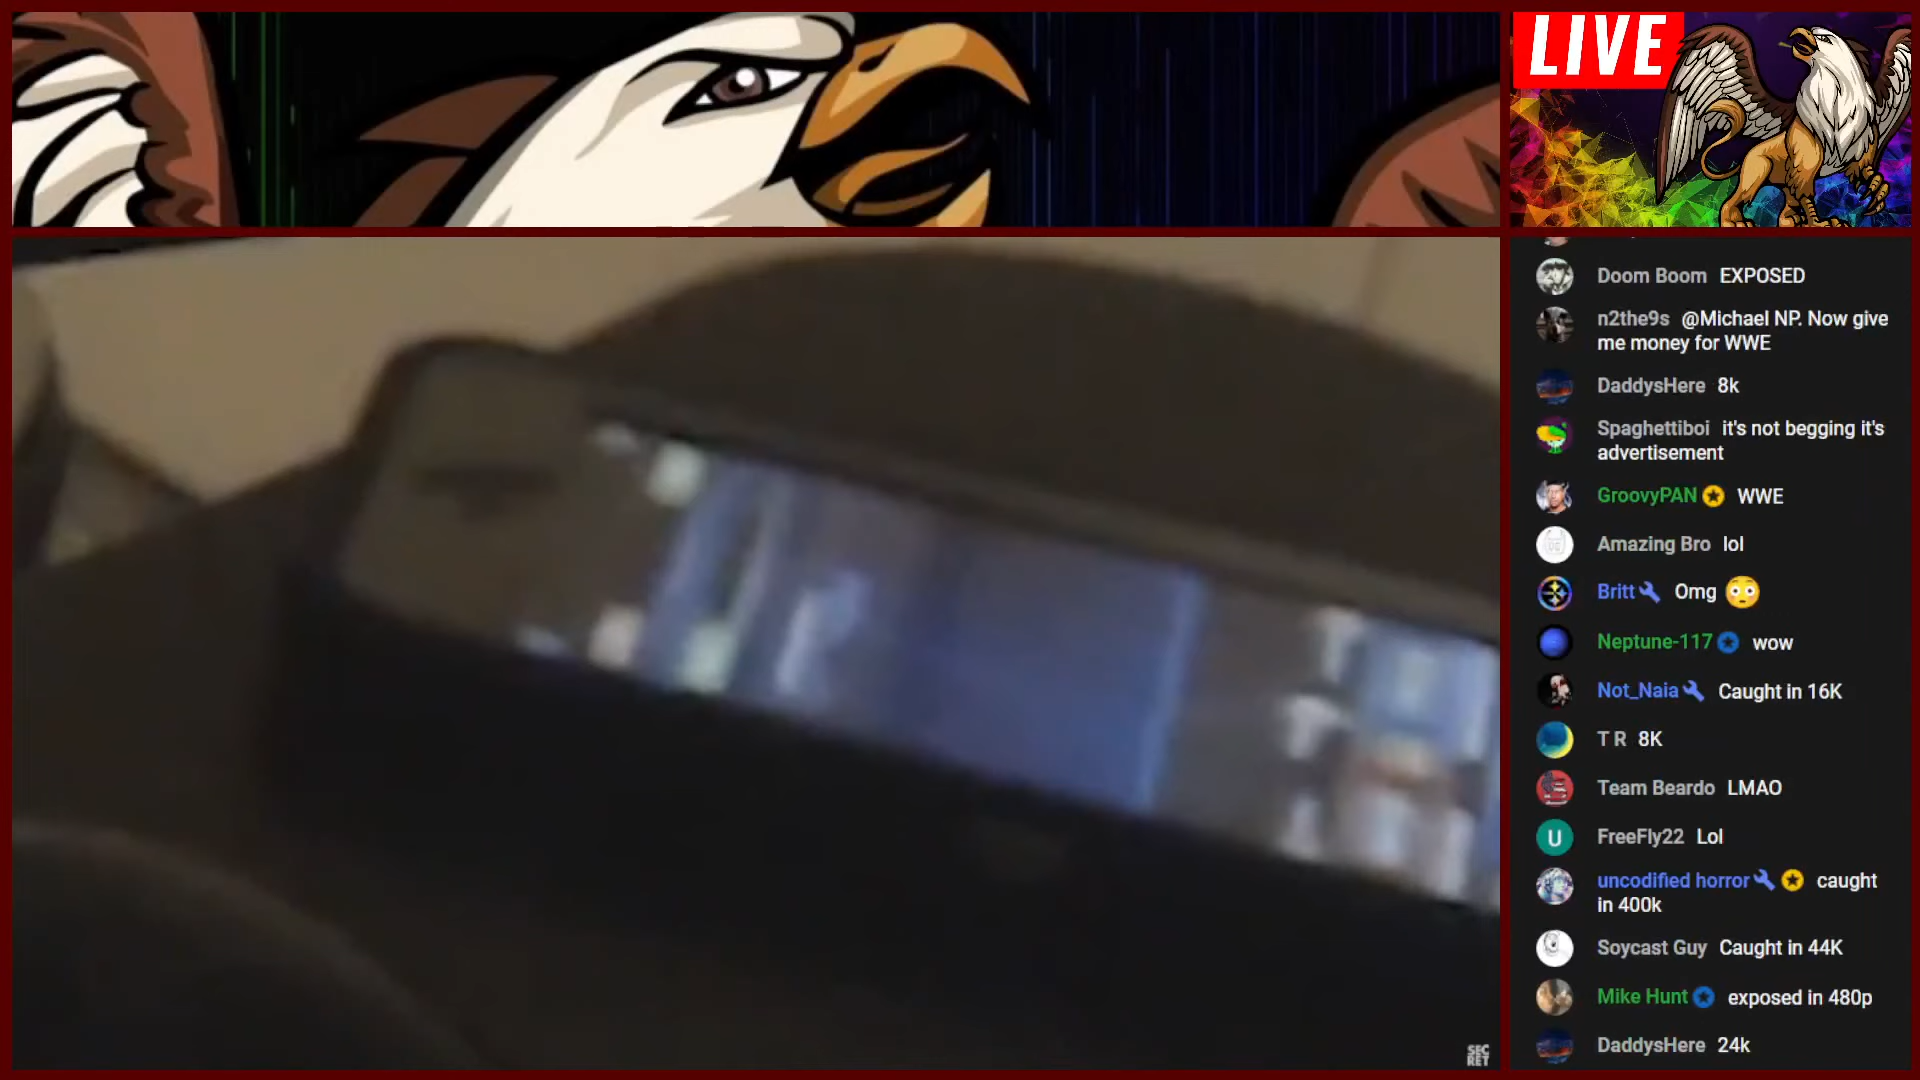 LIVE
Doom Boom EXPOSED
n2the9s @Michael NP. Now give
me money for WWE
DaddysHere 8k
Spaghettiboi it's not begging it's
advertisement
GroovyPAN WWE
Amazing Bro lol
Britt Omg
Neptune-117 wow
Not_Naia Caught in 16K
T R 8K
Team Beardo LMAO
U FreeFly22 Lol
uncodified horror caught
in 400k
Soycast Guy Caught in 44K
Mike Hunt exposed in 480p
DaddysHere 24k
SEC
RET